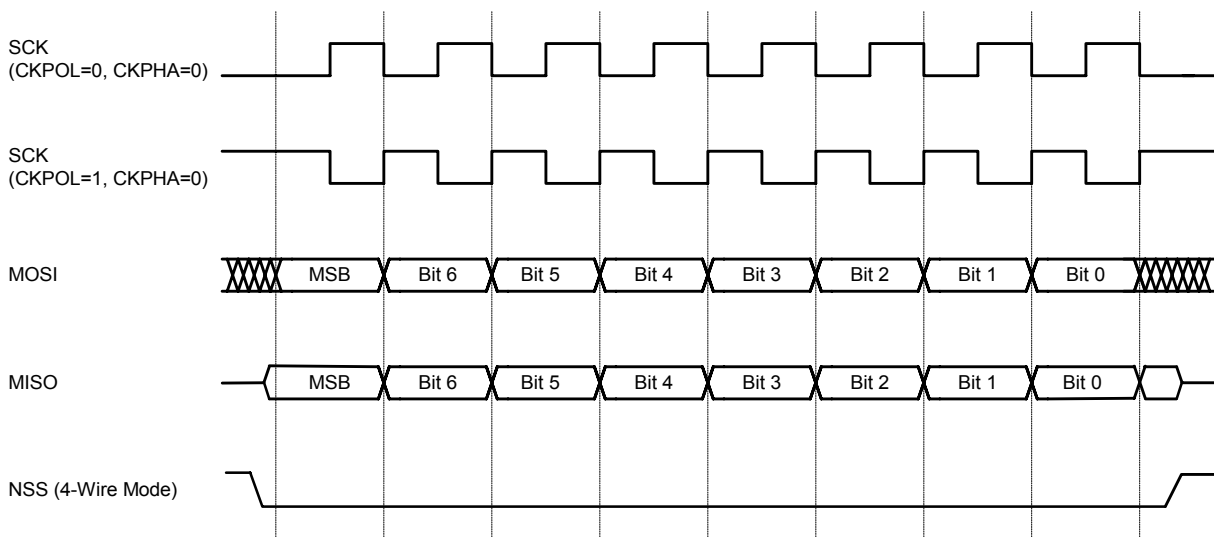 SCK
(CKPOL=0, CKPHA=0)
SCK
(CKPOL=1, CKPHA=0)
MOSI
MSB Bit 6 Bit 5 Bit 4 Bit 3 Bit 2 Bit 1 Bit 0
MISO
MSB Bit 6 Bit 5 Bit 4 Bit 3 Bit 2 Bit 1 Bit 0
NSS (4-Wire Mode)